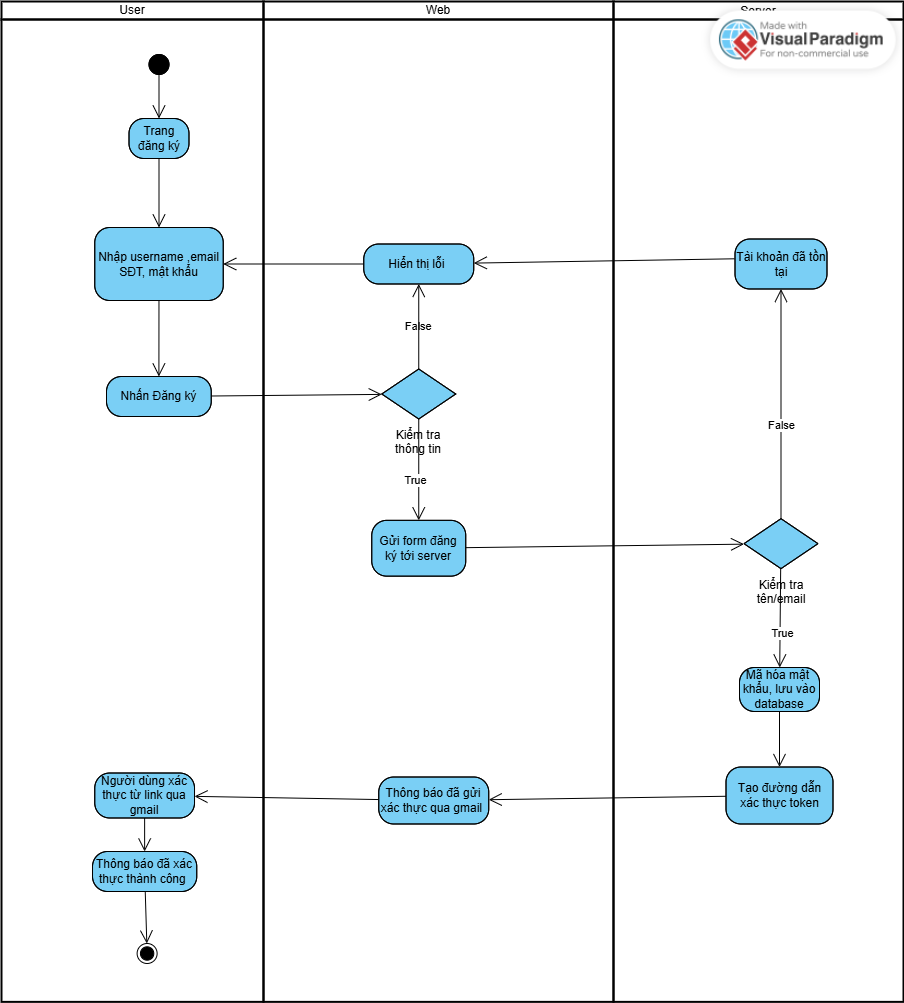 User
Web
Server
Made with
Visual Paradigm
For non-commercial use
Trang
đăng ký
Nhập username ,email
SĐT, mật khẩu
Hiển thị lỗi
Tài khoản đã tồn
tại
False
Nhấn Đăng ký
Kiểm tra
thông tin
False
True
Gửi form đăng
ký tới server
Kiểm tra
tên/email
True
Mã hóa mật
khẩu, lưu vào
database
Người dùng xác
thực từ link qua
gmail
Thông báo đã gửi
xác thực qua gmail
Tạo đường dẫn
xác thực token
Thông báo đã xác
thực thành công